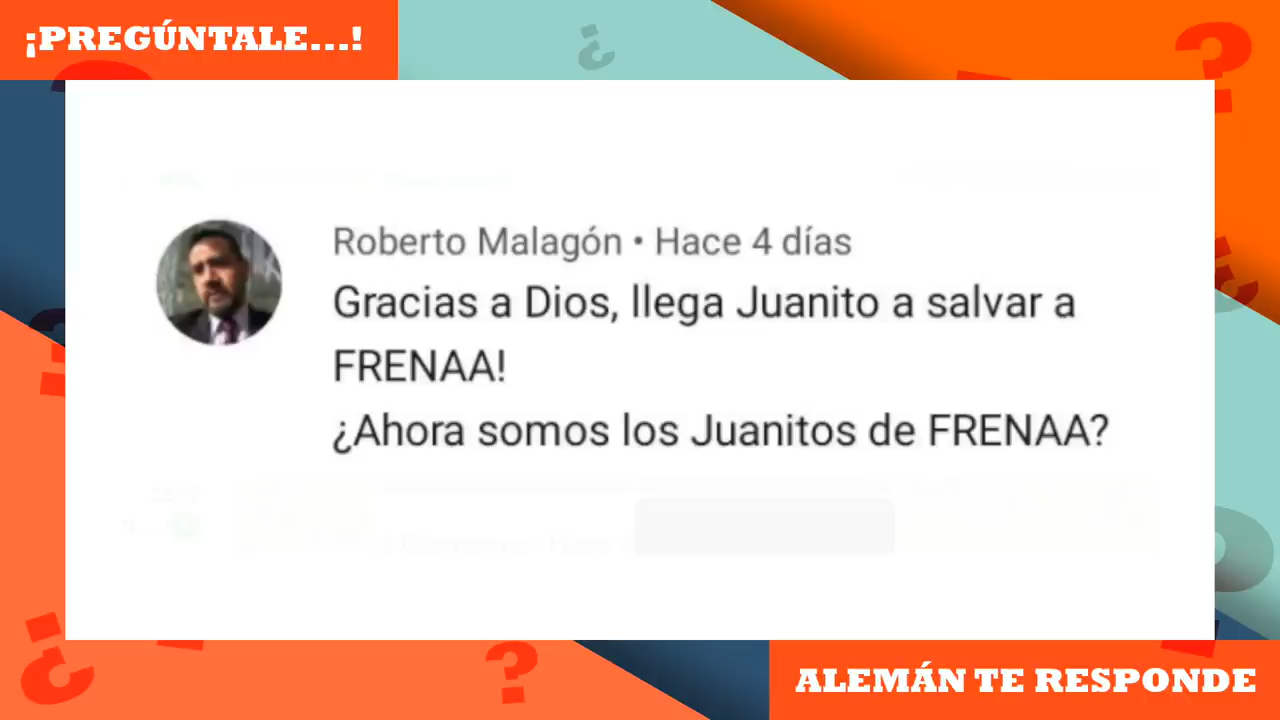 ¡PREGÚNTALE...!
Roberto Malagón • Hace 4 días
Gracias a Dios, llega Juanito a salvar a
FRENAA!
¿Ahora somos los Juanitos de FRENAA?
ALEMÁN TE RESPONDE